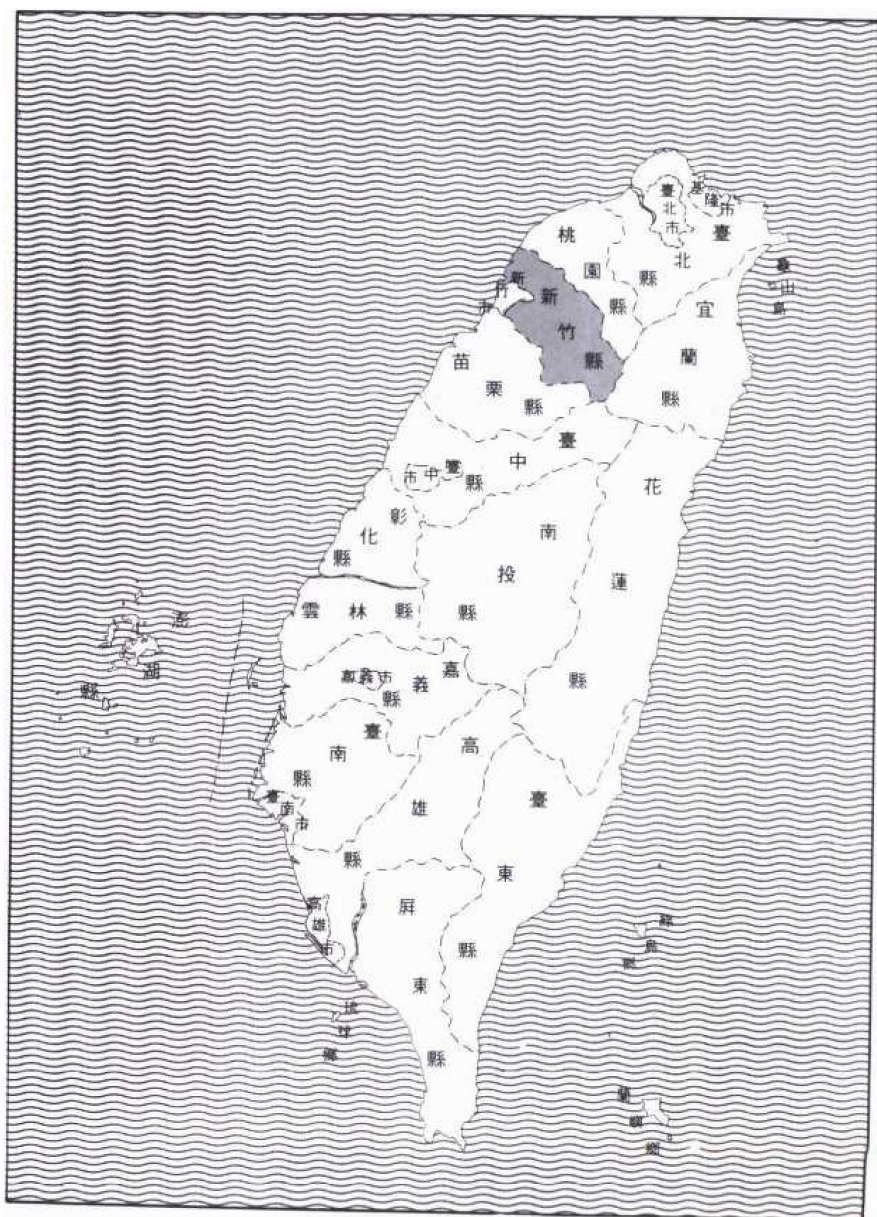 基隆市
臺北市
臺北縣
龜山島
桃園縣
新竹市
新竹縣
宜蘭縣
苗栗縣
臺中縣
臺中市
花蓮縣
彰化縣
南投縣
雲林縣
澎湖縣
嘉義市
嘉義縣
臺南縣
臺南市
高雄縣
高雄市
臺東縣
屏東縣
綠島鄉
琉球鄉
蘭嶼鄉